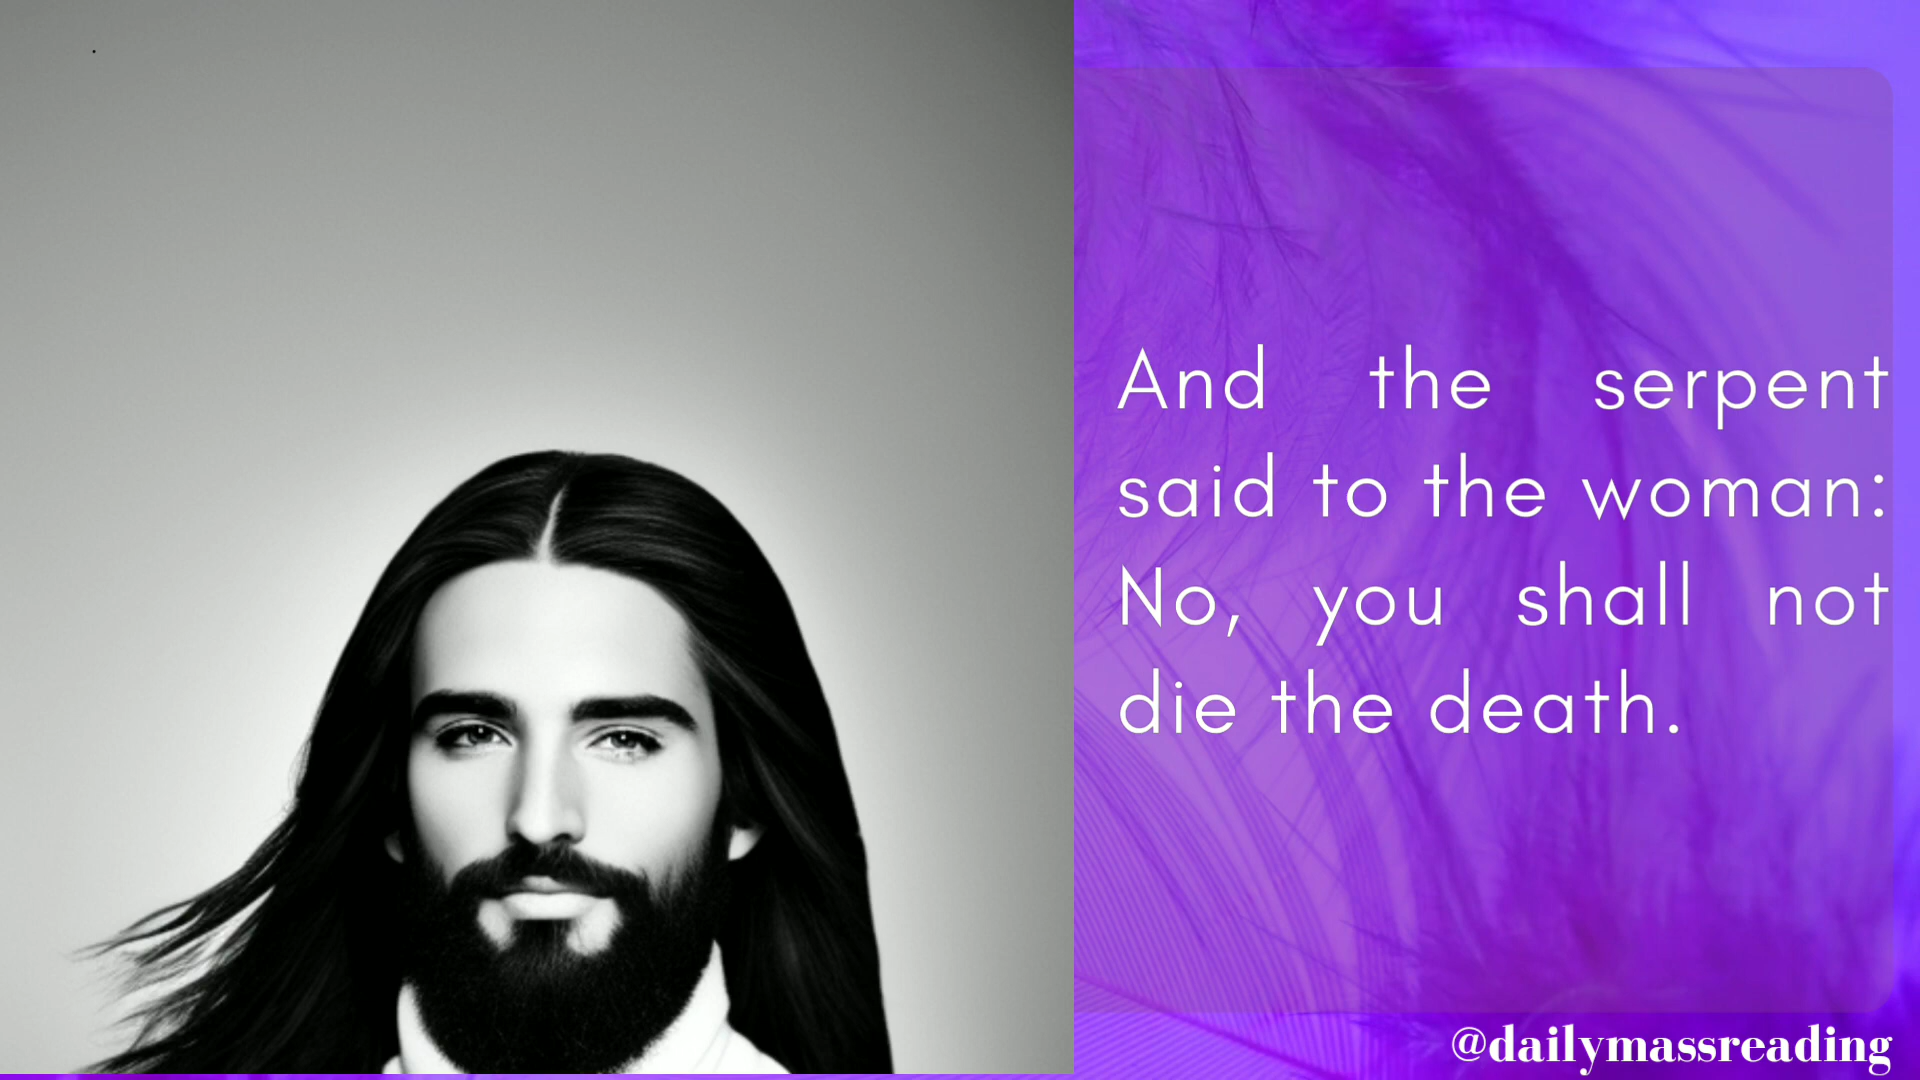 And the serpent
said to the woman:
No, you shall not
die the death.
@dailymassreading